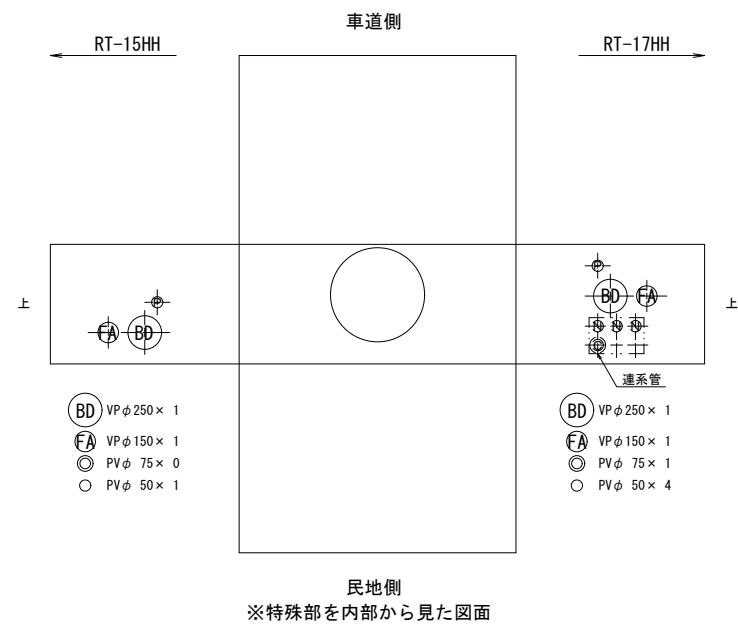 車道側
RT-15HH
RT-17HH
上
P
FA
BD
P
BD
FA
N N N
上
連系管
BD VPφ250× 1
FA VPφ150× 1
PVφ 75× 0
PVφ 50× 1
BD VPφ250× 1
FA VPφ150× 1
PVφ 75× 1
PVφ 50× 4
民地側
※特殊部を内部から見た図面